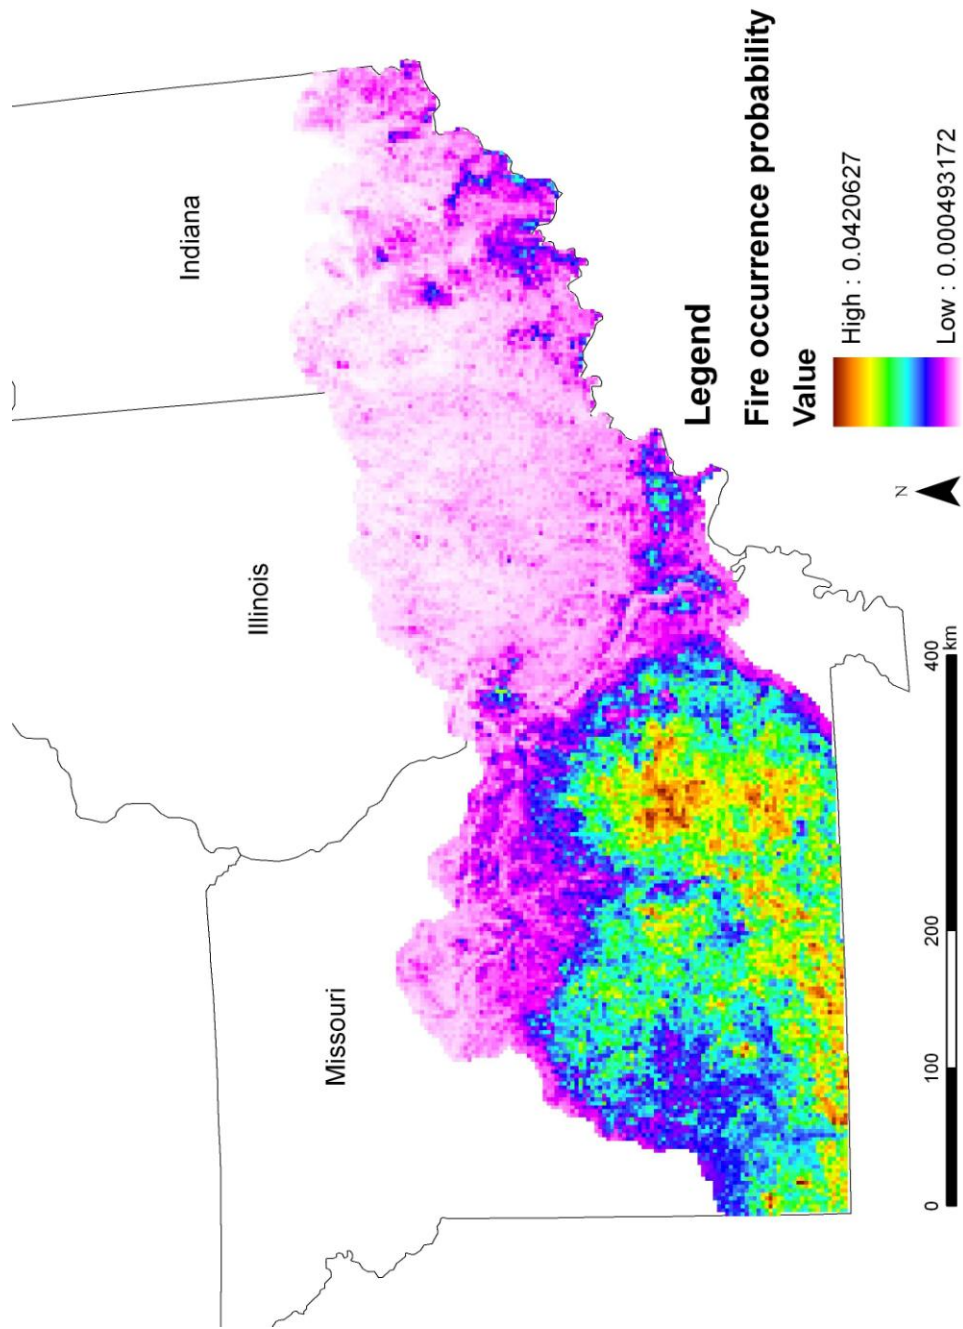 Missouri
Illinois
Indiana
0 100 200 400
km
N
Legend
Fire occurrence probability
Value
High : 0.0420627
Low : 0.000493172